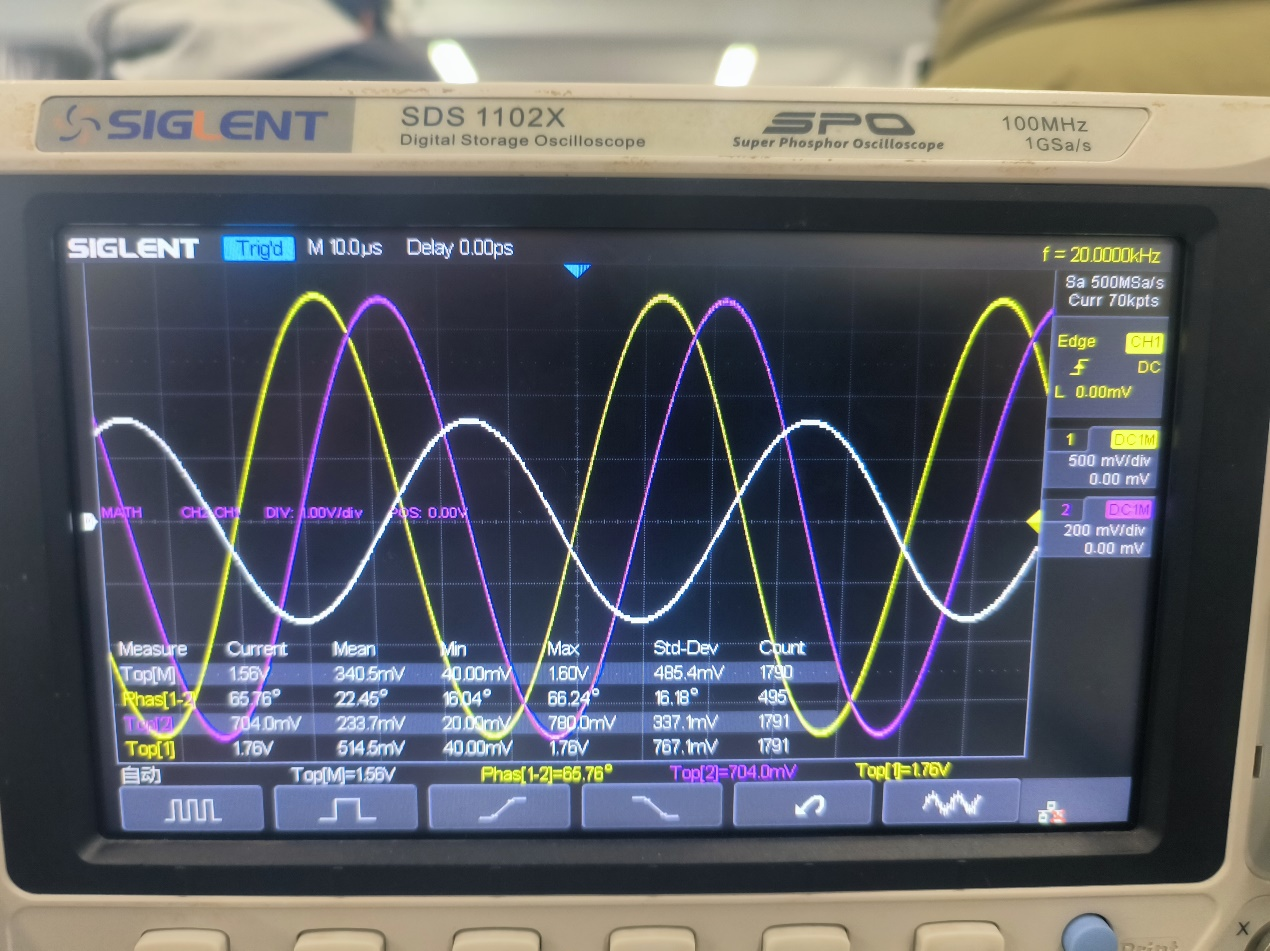 SIGLENT
SDS 1102X
Digital Storage Oscilloscope
SPO
Super Phosphor Oscilloscope
100MHz
1GSa/s
SIGLENT Trig'd M 10.0µs Delay 0.00ps
f = 20.0000kHz
Sa 500MSa/s
Curr 70kpts
Edge CH1
DC
L 0.00mV
1 DC1M
500 mV/div
0.00 mV
2 DC1M
200 mV/div
0.00 mV
MATH CH2-CH1 DIV: 1.00V/div POS: 0.00V
Measure Current Mean Min Max Std-Dev Count
Top[M] 1.56V 340.5mV 40.00mV 1.60V 485.4mV 1790
Phas[1-2] 65.76° 22.45° 16.04° 66.24° 16.18° 495
Top[2] 704.0mV 233.7mV 20.00mV 780.0mV 337.1mV 1791
Top[1] 1.76V 514.5mV 40.00mV 1.76V 767.1mV 1791
自动 Top[M]=1.56V Phas[1-2]=65.76° Top[2]=704.0mV Top[1]=1.76V
Print
X